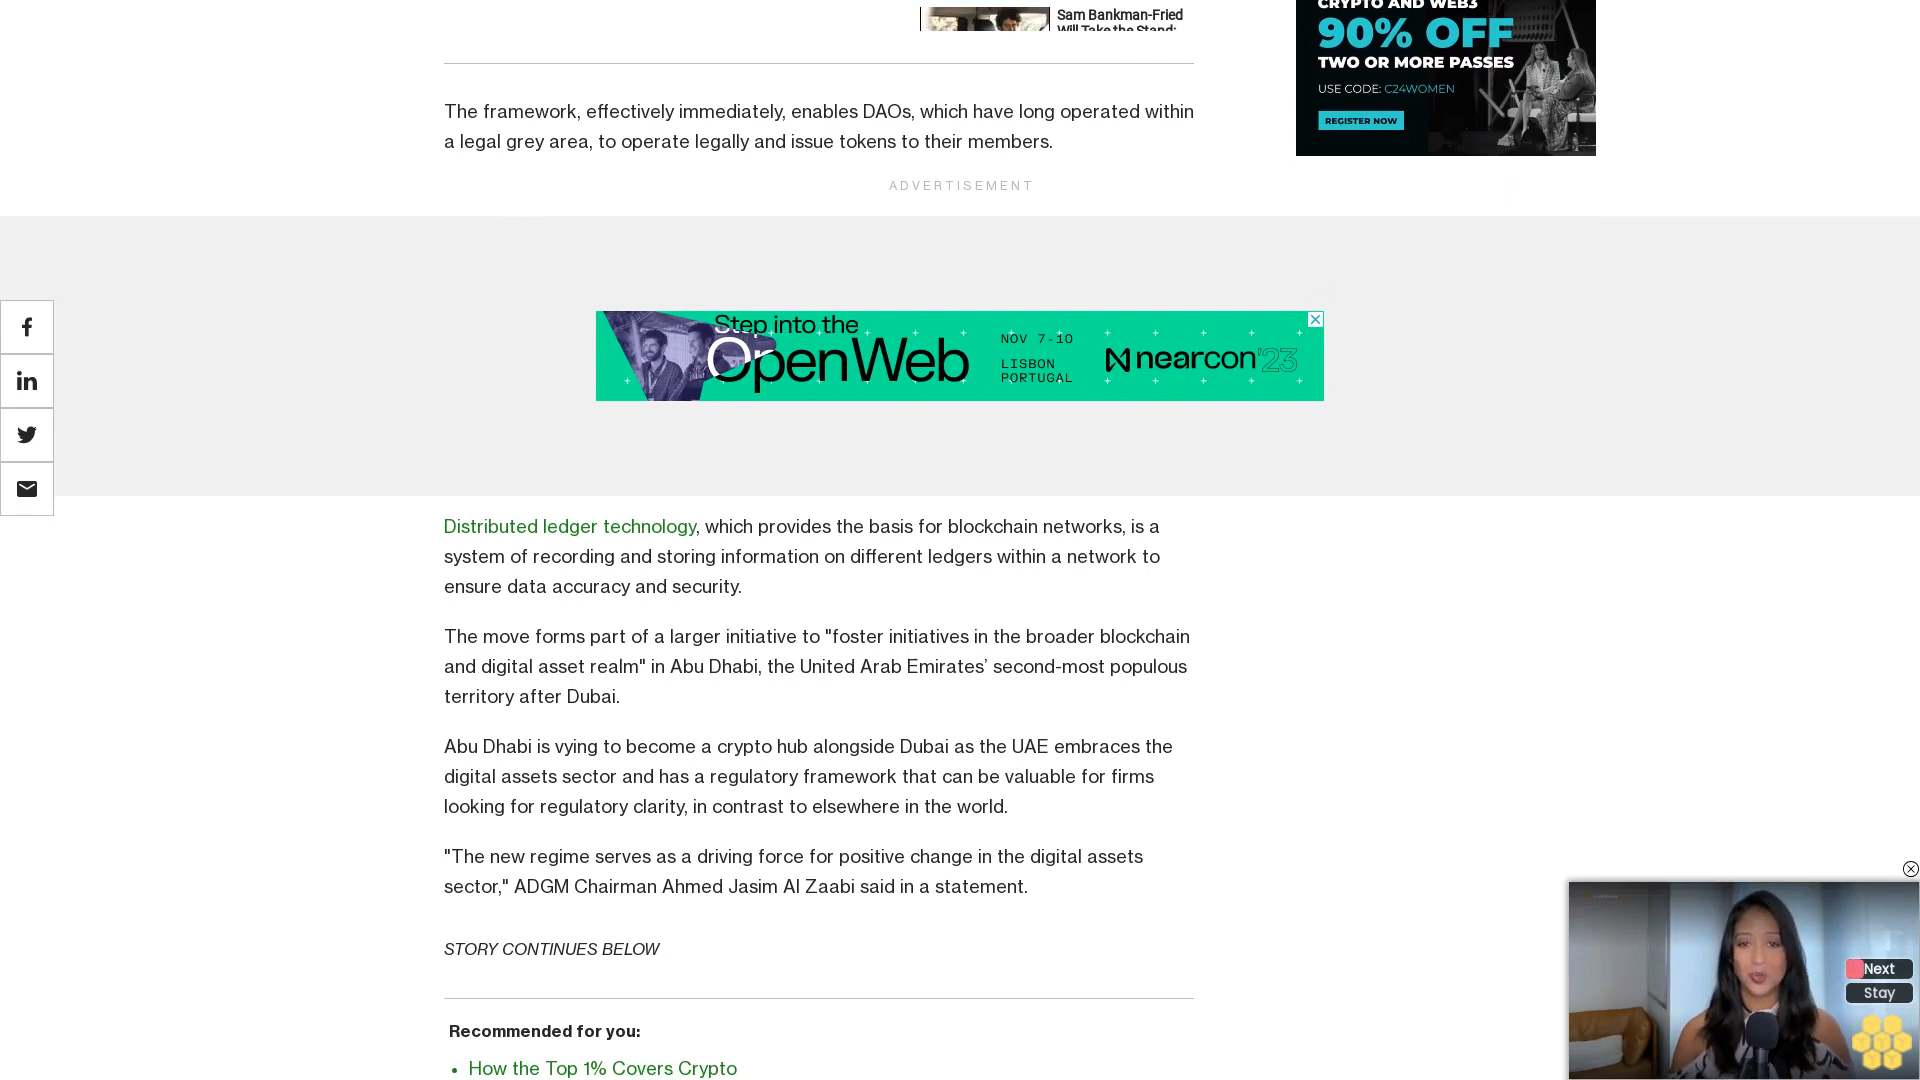 Sam Bankman-Fried
Will Take the Stand:
CRYPTO AND WEB3
90% OFF
TWO OR MORE PASSES
USE CODE: C24WOMEN
REGISTER NOW
The framework, effectively immediately, enables DAOs, which have long operated within
a legal grey area, to operate legally and issue tokens to their members.
ADVERTISEMENT
Step into the
OpenWeb
NOV 7-10
LISBON
PORTUGAL
nearcon'23
Distributed ledger technology, which provides the basis for blockchain networks, is a
system of recording and storing information on different ledgers within a network to
ensure data accuracy and security.
The move forms part of a larger initiative to "foster initiatives in the broader blockchain
and digital asset realm" in Abu Dhabi, the United Arab Emirates’ second-most populous
territory after Dubai.
Abu Dhabi is vying to become a crypto hub alongside Dubai as the UAE embraces the
digital assets sector and has a regulatory framework that can be valuable for firms
looking for regulatory clarity, in contrast to elsewhere in the world.
"The new regime serves as a driving force for positive change in the digital assets
sector," ADGM Chairman Ahmed Jasim Al Zaabi said in a statement.
STORY CONTINUES BELOW
Recommended for you:
• How the Top 1% Covers Crypto
Next
Stay